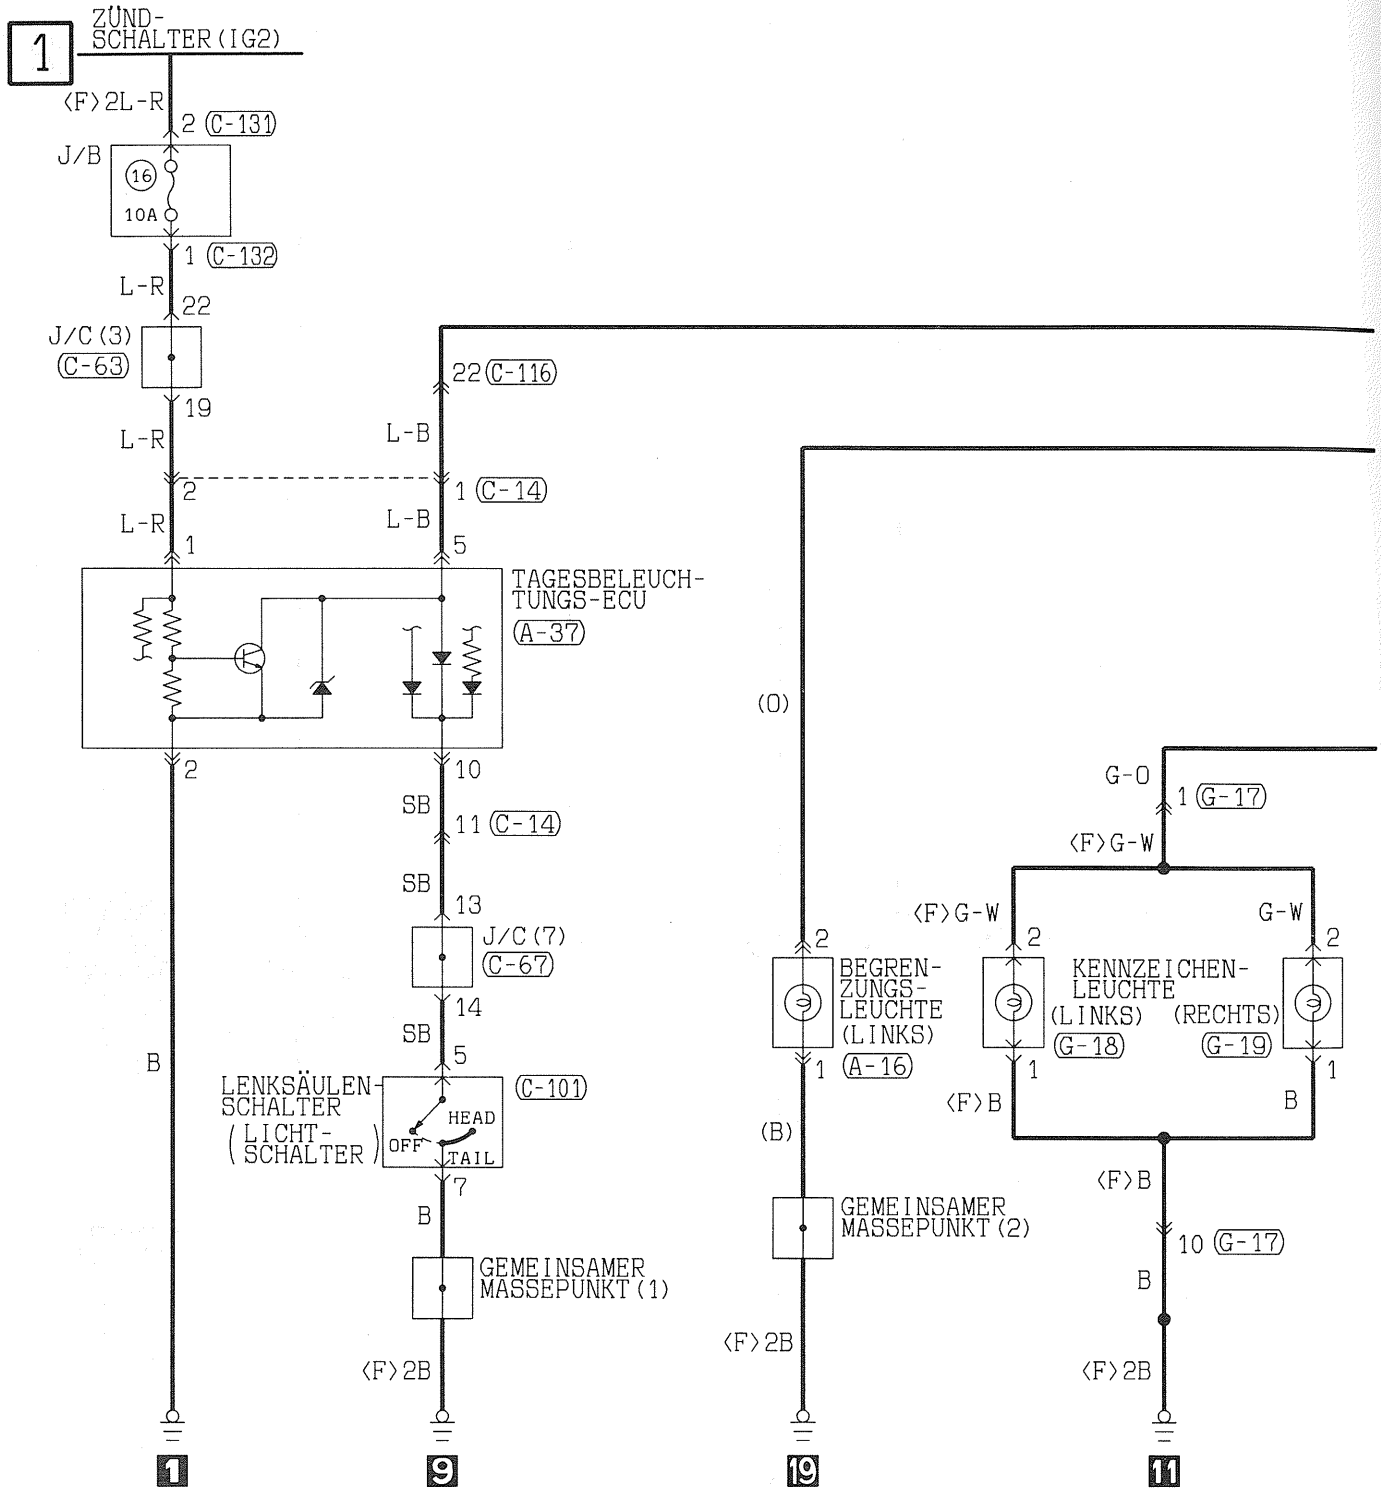 1
ZÜND-
SCHALTER(IG2)
<F>2L-R
2 (C-131)
J/B
16
10A
1 (C-132)
L-R
22
J/C(3)
(C-63)
19
22 (C-116)
L-R
L-B
2
1 (C-14)
L-R
L-B
1
5
TAGESBELEUCH-
TUNGS-ECU
(A-37)
2
10
SB
11 (C-14)
SB
13
J/C(7)
(C-67)
14
SB
5
B
LENKSÄULEN-
SCHALTER
(LICHT-
SCHALTER)
(C-101)
HEAD
OFF
TAIL
7
B
GEMEINSAMER
MASSEPUNKT(1)
<F>2B
1
9
(O)
2
BEGREN-
ZUNGS-
LEUCHTE
(LINKS)
(A-16)
1
(B)
GEMEINSAMER
MASSEPUNKT(2)
<F>2B
19
G-O
1 (G-17)
<F>G-W
<F>G-W
G-W
2
2
KENNZEICHEN-
LEUCHTE
(LINKS)
(RECHTS)
(G-18)
(G-19)
1
1
<F>B
B
<F>B
10 (G-17)
B
<F>2B
11